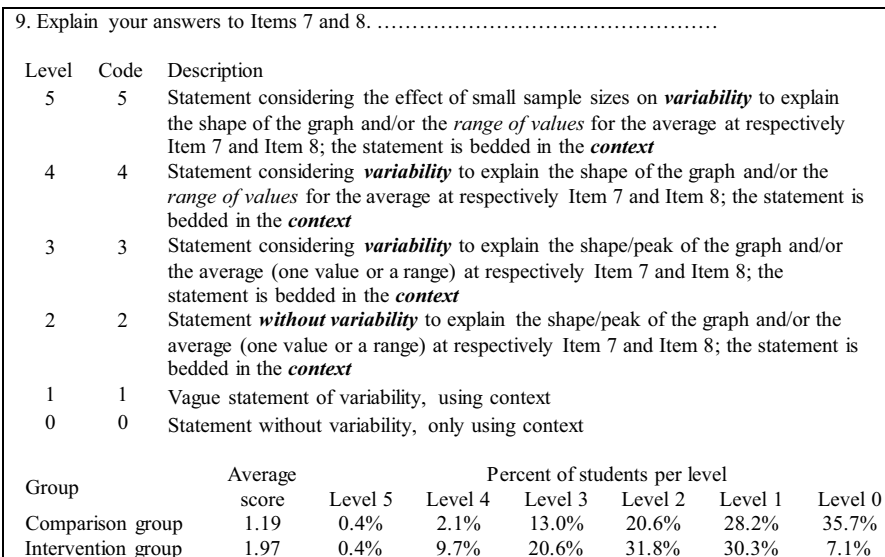 9. Explain your answers to Items 7 and 8. ……………………….…………………
Level Code Description
5 5 Statement considering the effect of small sample sizes on variability to explain
the shape of the graph and/or the range of values for the average at respectively
Item 7 and Item 8; the statement is bedded in the context
4 4 Statement considering variability to explain the shape of the graph and/or the
range of values for the average at respectively Item 7 and Item 8; the statement is
bedded in the context
3 3 Statement considering variability to explain the shape/peak of the graph and/or
the average (one value or a range) at respectively Item 7 and Item 8; the
statement is bedded in the context
2 2 Statement without variability to explain the shape/peak of the graph and/or the
average (one value or a range) at respectively Item 7 and Item 8; the statement is
bedded in the context
1 1 Vague statement of variability, using context
0 0 Statement without variability, only using context
Group Average score Percent of students per level
Level 5 Level 4 Level 3 Level 2 Level 1 Level 0
Comparison group 1.19 0.4% 2.1% 13.0% 20.6% 28.2% 35.7%
Intervention group 1.97 0.4% 9.7% 20.6% 31.8% 30.3% 7.1%